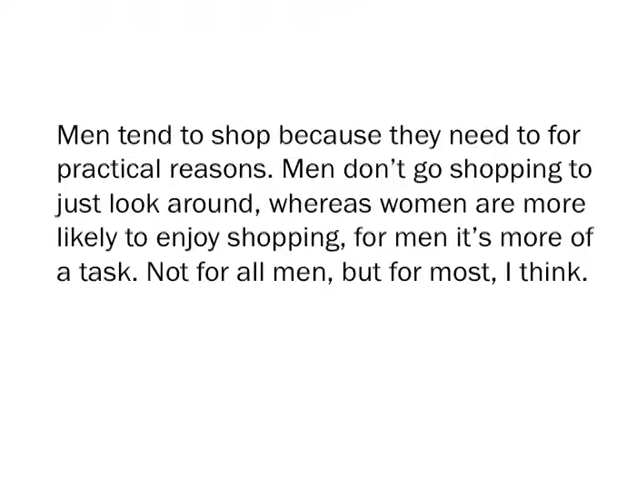 Men tend to shop because they need to for
practical reasons. Men don’t go shopping to
just look around, whereas women are more
likely to enjoy shopping, for men it’s more of
a task. Not for all men, but for most, I think.